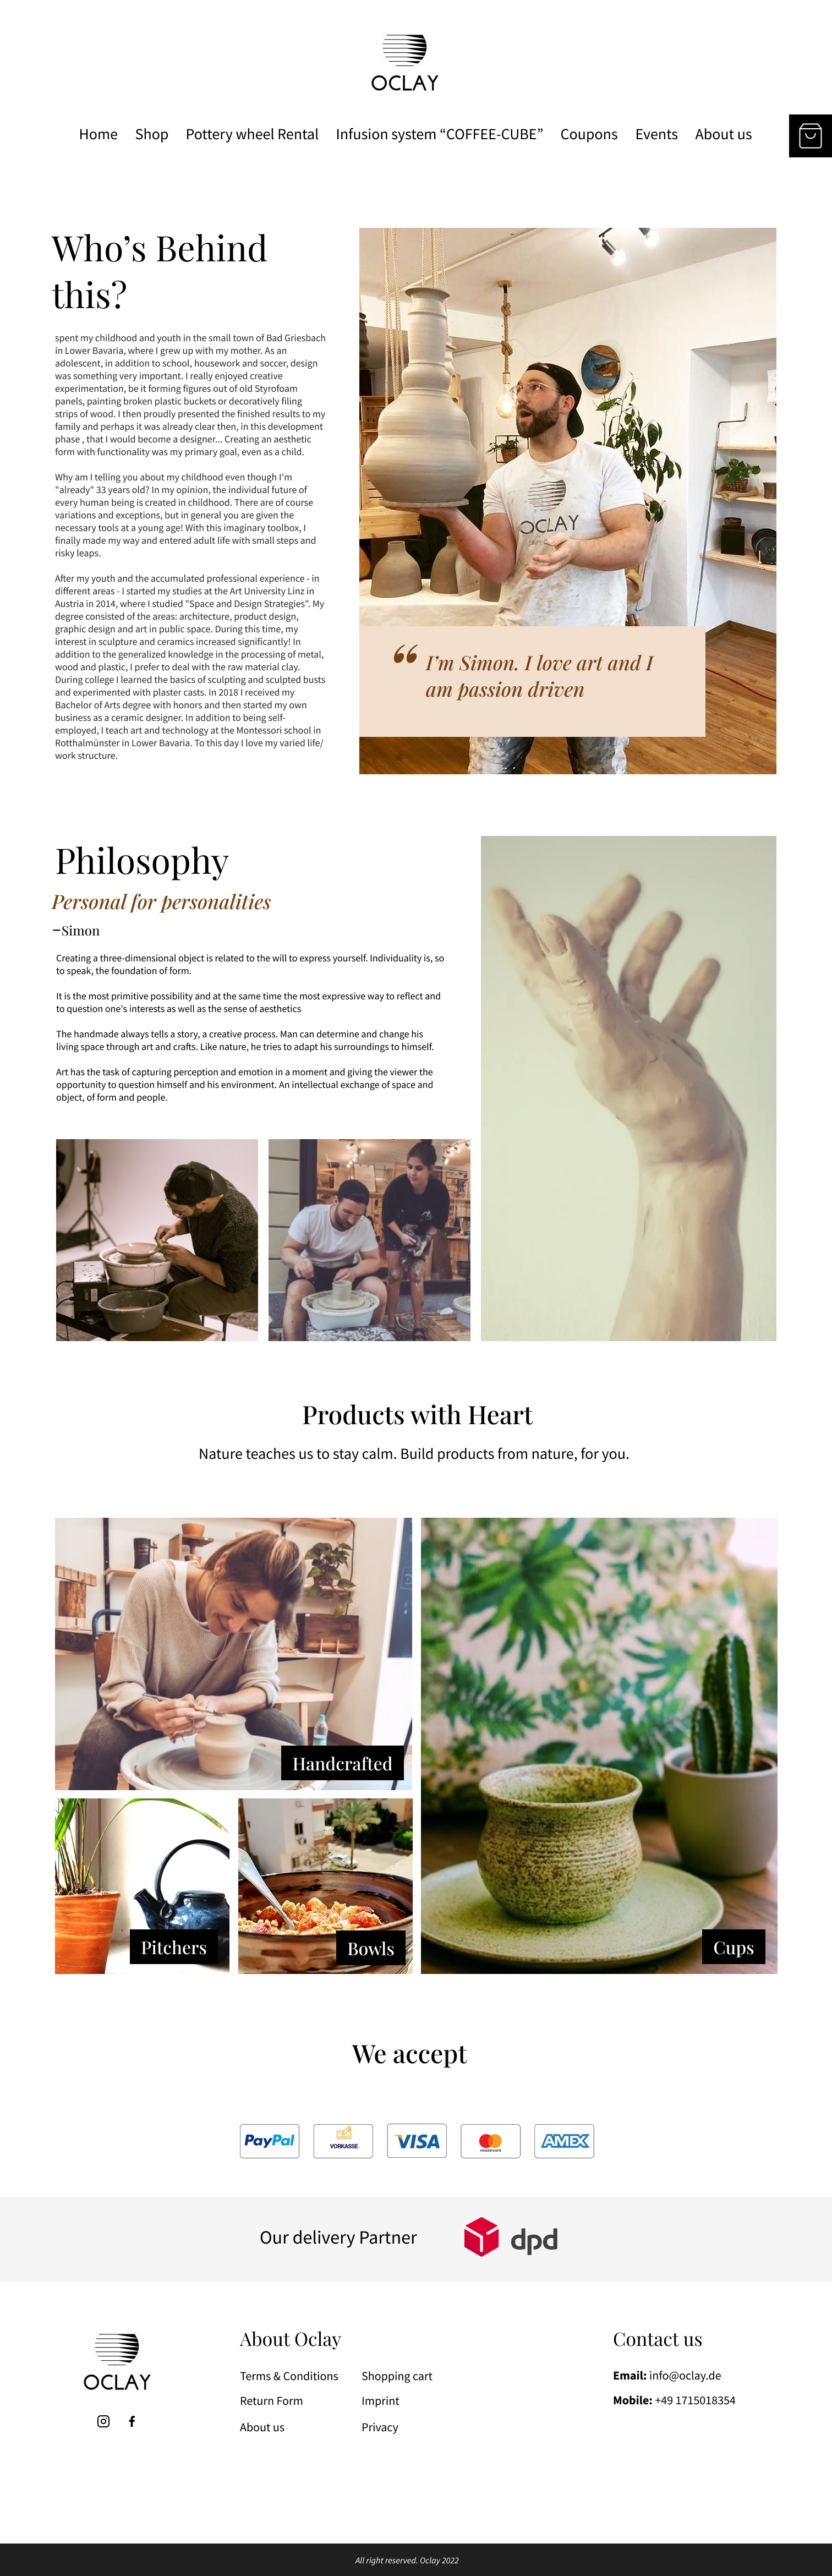 OCLAY
Home Shop Pottery wheel Rental Infusion system “COFFEE-CUBE” Coupons Events About us
Who’s Behind
this?
spent my childhood and youth in the small town of Bad Griesbach
in Lower Bavaria, where I grew up with my mother. As an
adolescent, in addition to school, housework and soccer, design
was something very important. I really enjoyed creative
experimentation, be it forming figures out of old Styrofoam
panels, painting broken plastic buckets or decoratively filing
strips of wood. I then proudly presented the finished results to my
family and perhaps it was already clear then, in this development
phase , that I would become a designer... Creating an aesthetic
form with functionality was my primary goal, even as a child.
Why am I telling you about my childhood even though I'm
"already" 33 years old? In my opinion, the individual future of
every human being is created in childhood. There are of course
variations and exceptions, but in general you are given the
necessary tools at a young age! With this imaginary toolbox, I
finally made my way and entered adult life with small steps and
risky leaps.
After my youth and the accumulated professional experience - in
different areas - I started my studies at the Art University Linz in
Austria in 2014, where I studied "Space and Design Strategies". My
degree consisted of the areas: architecture, product design,
graphic design and art in public space. During this time, my
interest in sculpture and ceramics increased significantly! In
addition to the generalized knowledge in the processing of metal,
wood and plastic, I prefer to deal with the raw material clay.
During college I learned the basics of sculpting and sculpted busts
and experimented with plaster casts. In 2018 I received my
Bachelor of Arts degree with honors and then started my own
business as a ceramic designer. In addition to being self-
employed, I teach art and technology at the Montessori school in
Rotthalmünster in Lower Bavaria. To this day I love my varied life/
work structure.
OCLAY
“ I’m Simon. I love art and I
am passion driven
Philosophy
Personal for personalities
–Simon
Creating a three-dimensional object is related to the will to express yourself. Individuality is, so
to speak, the foundation of form.
It is the most primitive possibility and at the same time the most expressive way to reflect and
to question one's interests as well as the sense of aesthetics
The handmade always tells a story, a creative process. Man can determine and change his
living space through art and crafts. Like nature, he tries to adapt his surroundings to himself.
Art has the task of capturing perception and emotion in a moment and giving the viewer the
opportunity to question himself and his environment. An intellectual exchange of space and
object, of form and people.
Products with Heart
Nature teaches us to stay calm. Build products from nature, for you.
Handcrafted
Pitchers
Bowls
Cups
We accept
PayPal VORKASSE VISA mastercard AMEX
Our delivery Partner dpd
OCLAY
About Oclay
Terms & Conditions Shopping cart
Return Form Imprint
About us Privacy
Contact us
Email: info@oclay.de
Mobile: +49 1715018354
All right reserved. Oclay 2022